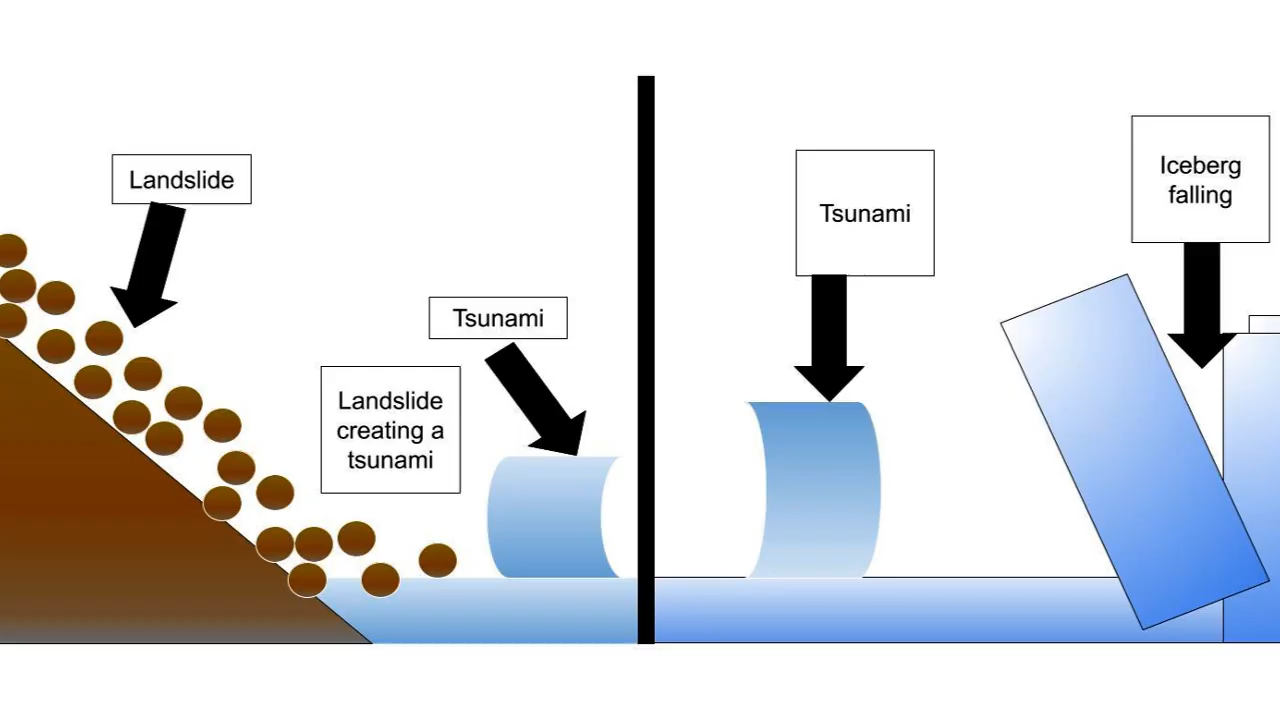 Landslide
Tsunami
Landslide
creating a
tsunami
Tsunami
Iceberg
falling